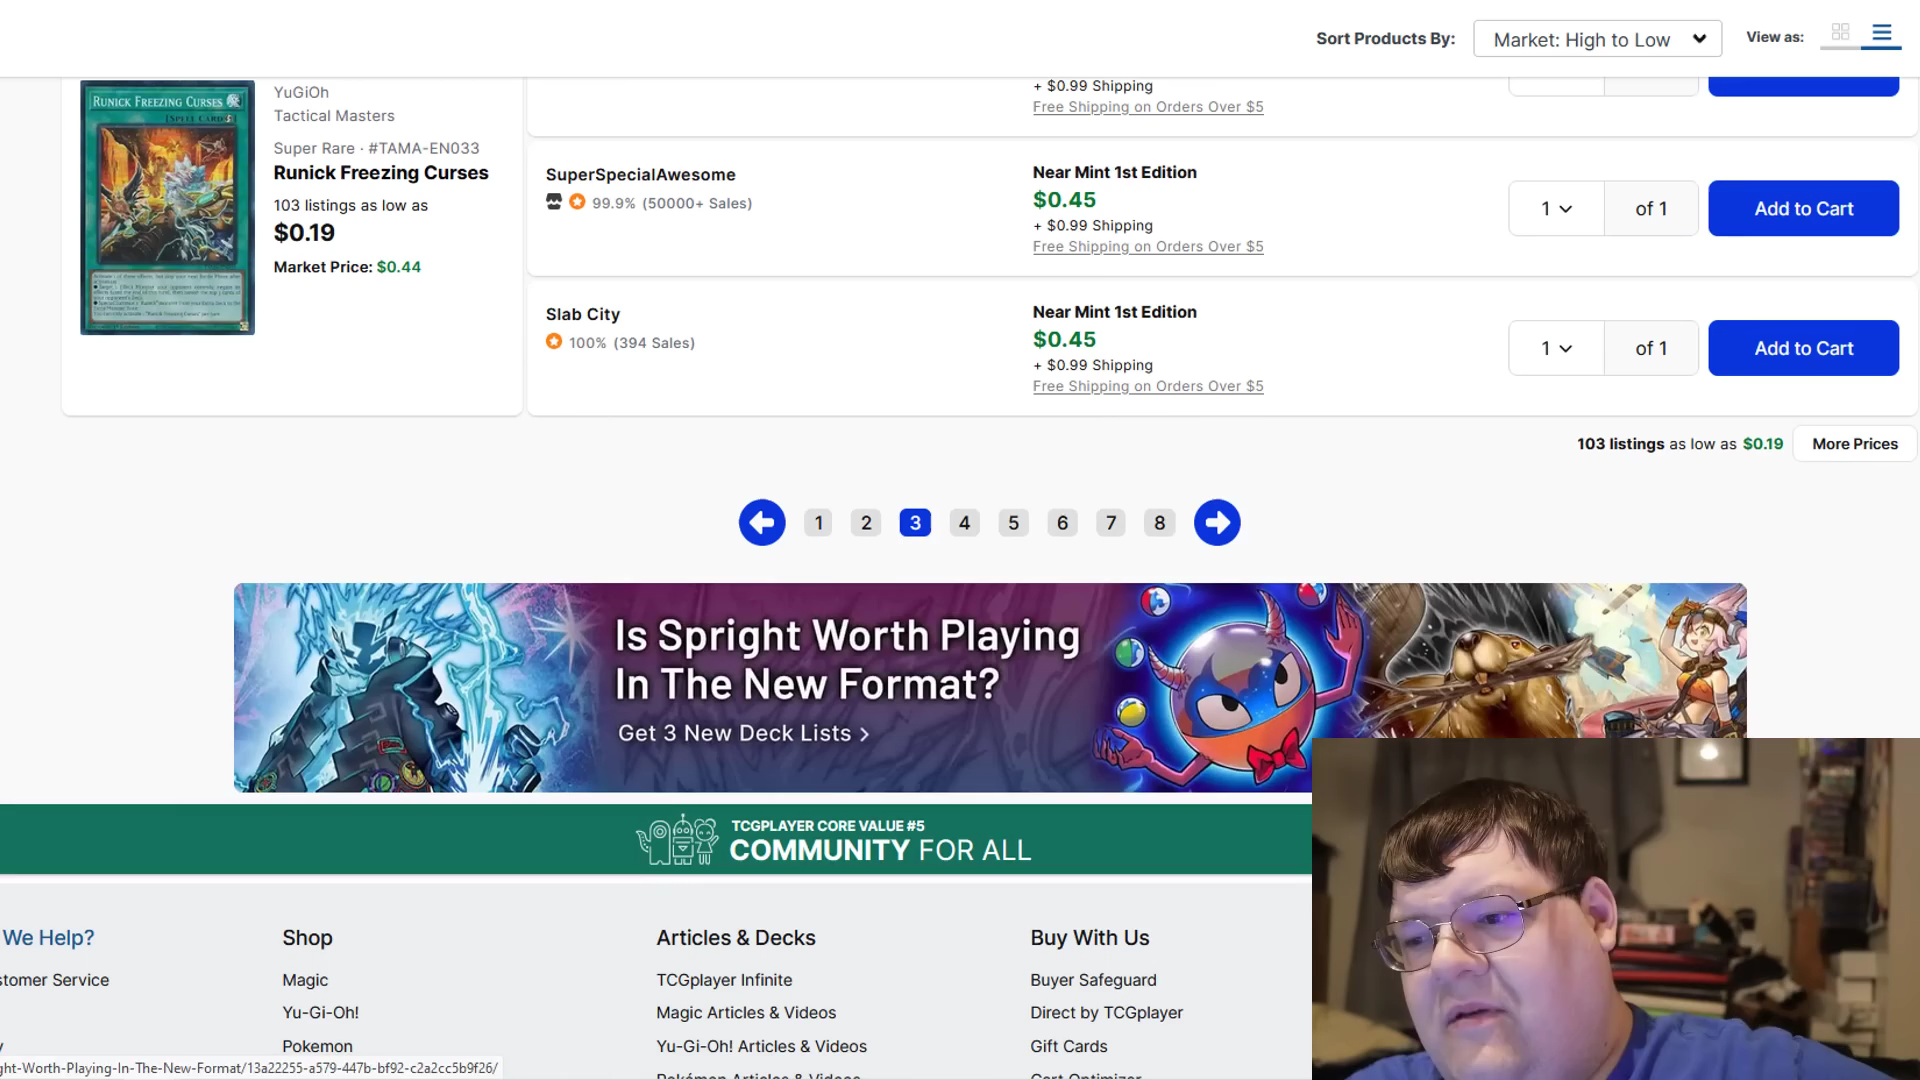 Sort Products By:
Market: High to Low
View as:
RUNICK FREEZING CURSES
[SPELL CARD]
YuGiOh
Tactical Masters
Super Rare · #TAMA-EN033
Runick Freezing Curses
103 listings as low as
$0.19
Market Price: $0.44
+ $0.99 Shipping
Free Shipping on Orders Over $5
SuperSpecialAwesome
99.9% (50000+ Sales)
Near Mint 1st Edition
$0.45
+ $0.99 Shipping
Free Shipping on Orders Over $5
1
of 1
Add to Cart
Slab City
100% (394 Sales)
Near Mint 1st Edition
$0.45
+ $0.99 Shipping
Free Shipping on Orders Over $5
1
of 1
Add to Cart
103 listings as low as $0.19
More Prices
1 2 3 4 5 6 7 8
Is Spright Worth Playing
In The New Format?
Get 3 New Deck Lists >
TCGPLAYER CORE VALUE #5
COMMUNITY FOR ALL
We Help?
stomer Service
y
Shop
Magic
Yu-Gi-Oh!
Pokemon
Articles & Decks
TCGplayer Infinite
Magic Articles & Videos
Yu-Gi-Oh! Articles & Videos
Pokémon Articles & Videos
Buy With Us
Buyer Safeguard
Direct by TCGplayer
Gift Cards
Cart Optimizer
ght-Worth-Playing-In-The-New-Format/13a22255-a579-447b-bf92-c2a2cc5b9f26/